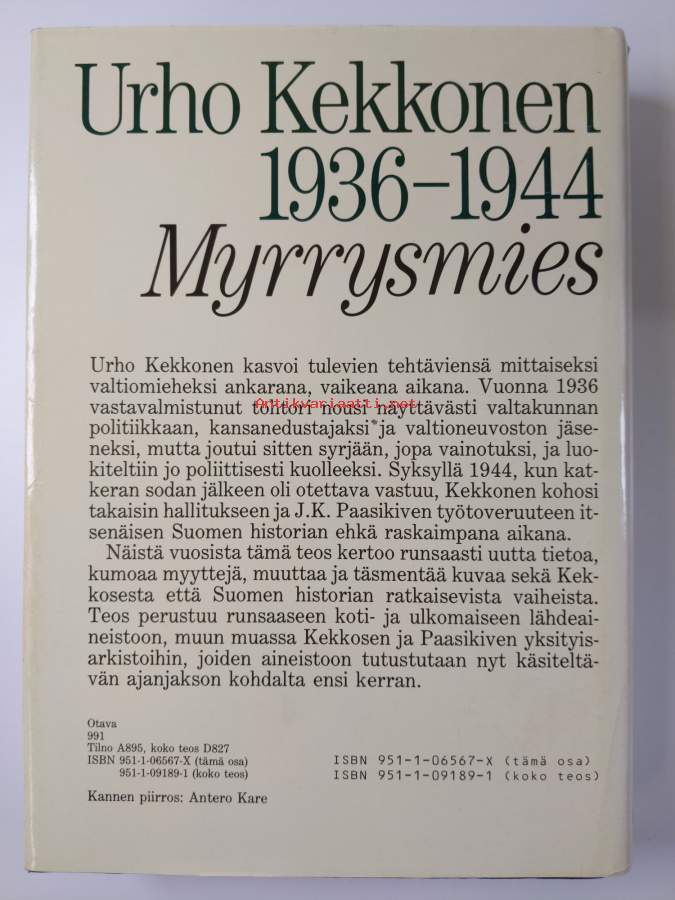 Urho Kekkonen
1936–1944
Myrrysmies
Urho Kekkonen kasvoi tulevien tehtäviensä mittaiseksi
valtiomieheksi ankarana, vaikeana aikana. Vuonna 1936
Antikvariaatti.net
vastavalmistunut tohtori nousi näyttävästi valtakunnan
politiikkaan, kansanedustajaksi ja valtioneuvoston jäse-
neksi, mutta joutui sitten syrjään, jopa vainotuksi, ja luo-
kiteltiin jo poliittisesti kuolleeksi. Syksyllä 1944, kun kat-
keran sodan jälkeen oli otettava vastuu, Kekkonen kohosi
takaisin hallitukseen ja J.K. Paasikiven työtoveruuteen it-
senäisen Suomen historian ehkä raskaimpana aikana.
Näistä vuosista tämä teos kertoo runsaasti uutta tietoa,
kumoaa myyttejä, muuttaa ja täsmentää kuvaa sekä Kek-
kosesta että Suomen historian ratkaisevista vaiheista.
Teos perustuu runsaaseen koti- ja ulkomaiseen lähdeai-
neistoon, muun muassa Kekkosen ja Paasikiven yksityis-
arkistoihin, joiden aineistoon tutustutaan nyt käsiteltä-
vän ajanjakson kohdalta ensi kerran.
Otava
991
Tilno A895, koko teos D827
ISBN 951-1-06567-X (tämä osa)
951-1-09189-1 (koko teos)
ISBN 951-1-06567-X (tämä osa)
ISBN 951-1-09189-1 (koko teos)
Kannen piirros: Antero Kare